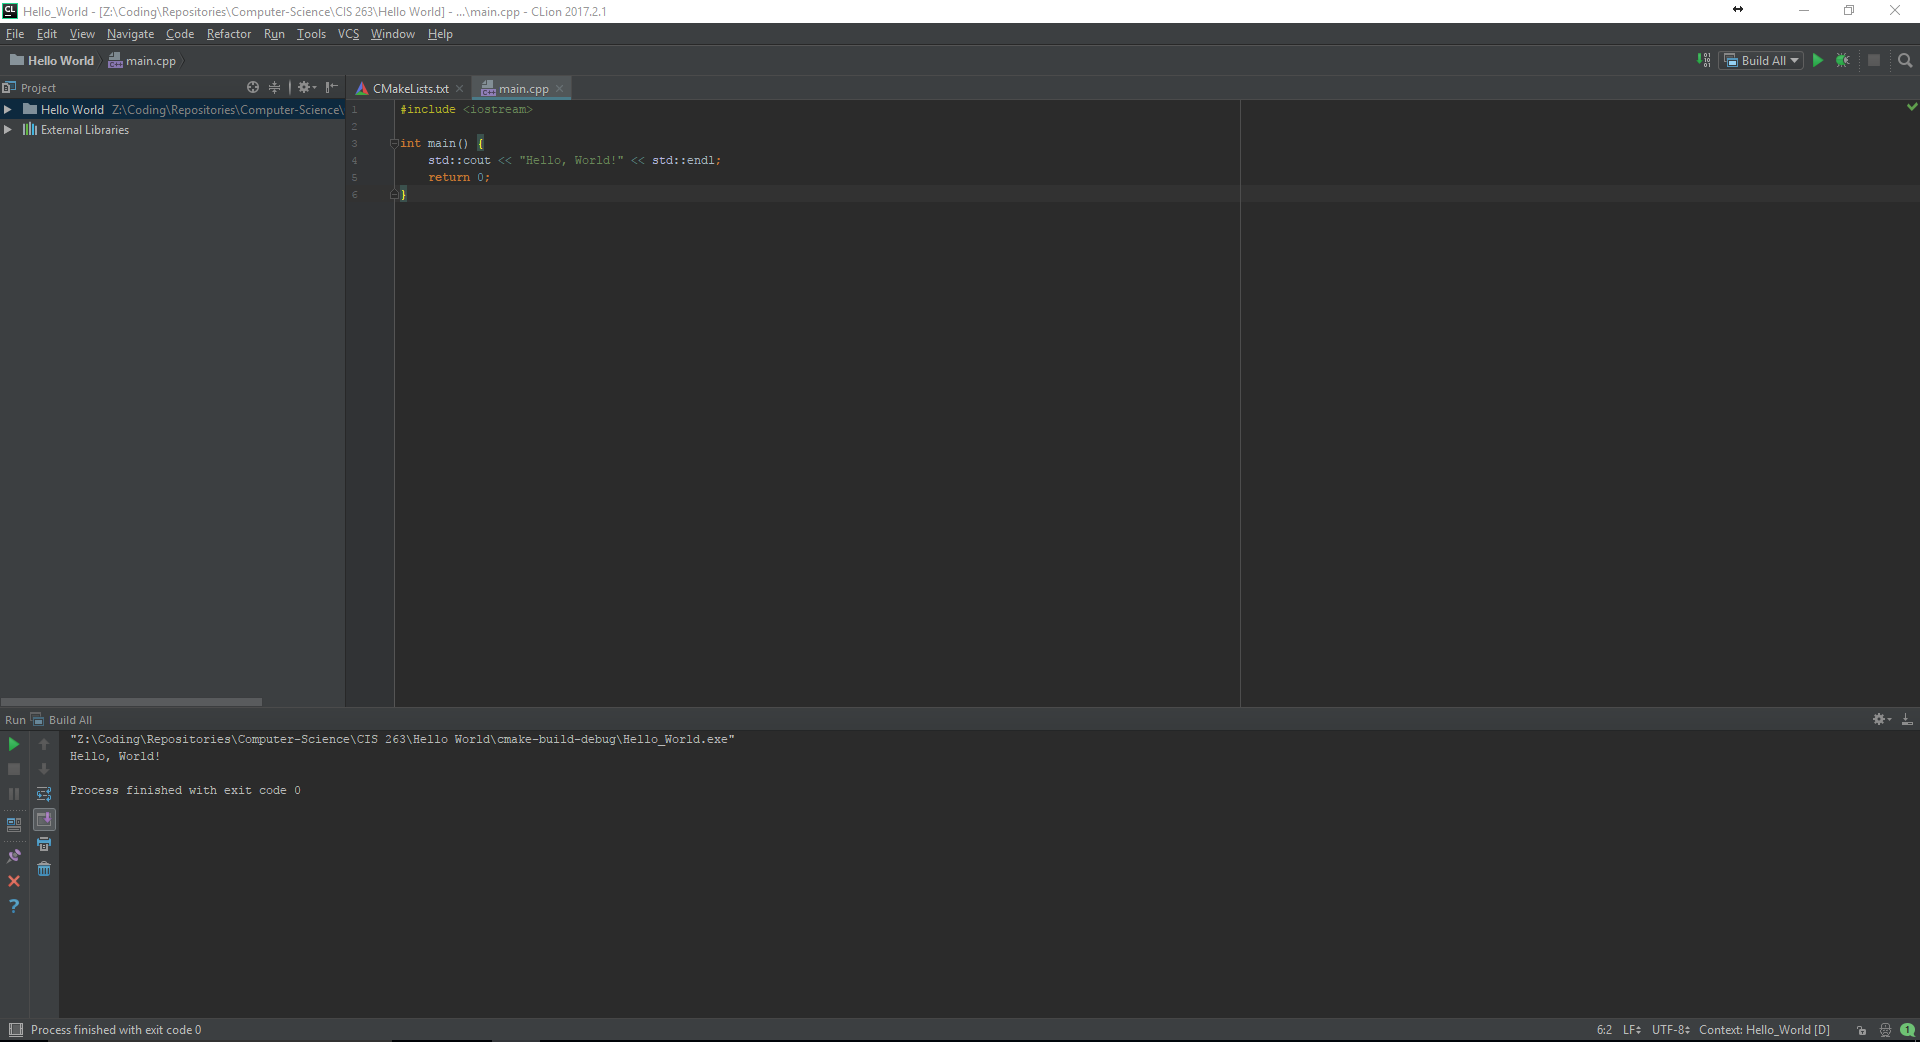 Hello_World - [Z:\Coding\Repositories\Computer-Science\CIS 263\Hello World] - ...\main.cpp - CLion 2017.2.1
File Edit View Navigate Code Refactor Run Tools VCS Window Help
Hello World main.cpp
Build All
Project
CMakeLists.txt main.cpp
Hello World Z:\Coding\Repositories\Computer-Science\
External Libraries
1 #include <iostream>
2
3 int main() {
4 std::cout << "Hello, World!" << std::endl;
5 return 0;
6 }
Run Build All
"Z:\Coding\Repositories\Computer-Science\CIS 263\Hello World\cmake-build-debug\Hello_World.exe"
Hello, World!
Process finished with exit code 0
Process finished with exit code 0
6:2 LF UTF-8 Context: Hello_World [D] 1